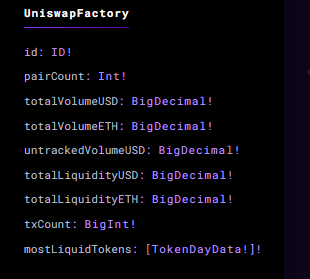 UniswapFactory
id: ID!
pairCount: Int!
totalVolumeUSD: BigDecimal!
totalVolumeETH: BigDecimal!
untrackedVolumeUSD: BigDecimal!
totalLiquidityUSD: BigDecimal!
totalLiquidityETH: BigDecimal!
txCount: BigInt!
mostLiquidTokens: [TokenDayData!]!